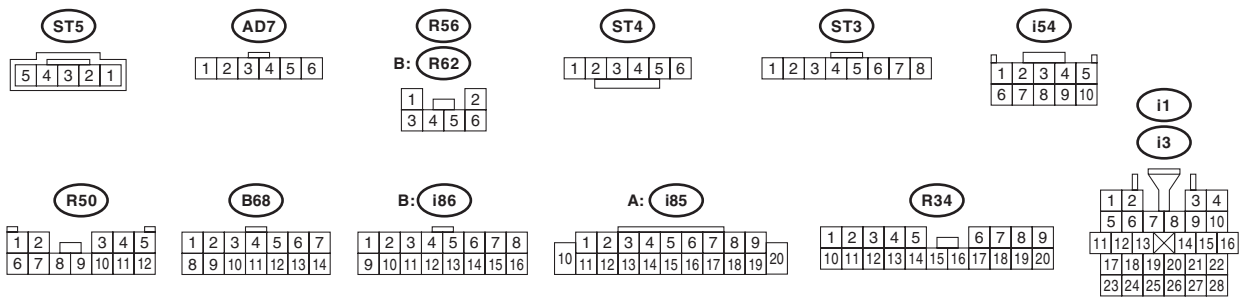 ST5
5 4 3 2 1
AD7
1 2 3 4 5 6
R56
B: R62
1 2
3 4 5 6
ST4
1 2 3 4 5 6
ST3
1 2 3 4 5 6 7 8
i54
1 2 3 4 5
6 7 8 9 10
i1
i3
1 2 3 4
5 6 7 8 9 10
11 12 13 14 15 16
17 18 19 20 21 22
23 24 25 26 27 28
R50
1 2 3 4 5
6 7 8 9 10 11 12
B68
1 2 3 4 5 6 7
8 9 10 11 12 13 14
B: i86
1 2 3 4 5 6 7 8
9 10 11 12 13 14 15 16
A: i85
1 2 3 4 5 6 7 8 9
10 11 12 13 14 15 16 17 18 19 20
R34
1 2 3 4 5 6 7 8 9
10 11 12 13 14 15 16 17 18 19 20